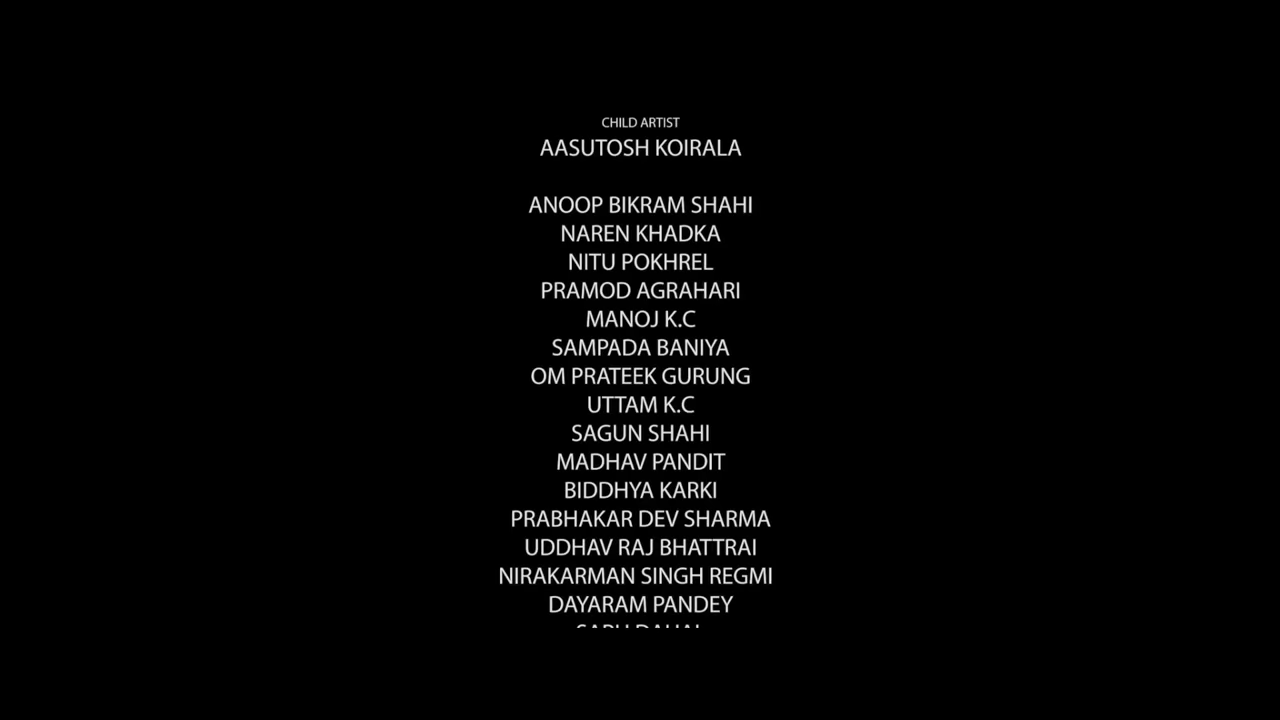 CHILD ARTIST
AASUTOSH KOIRALA
ANOOP BIKRAM SHAHI
NAREN KHADKA
NITU POKHREL
PRAMOD AGRAHARI
MANOJ K.C
SAMPADA BANIYA
OM PRATEEK GURUNG
UTTAM K.C
SAGUN SHAHI
MADHAV PANDIT
BIDDHYA KARKI
PRABHAKAR DEV SHARMA
UDDHAV RAJ BHATTRAI
NIRAKARMAN SINGH REGMI
DAYARAM PANDEY